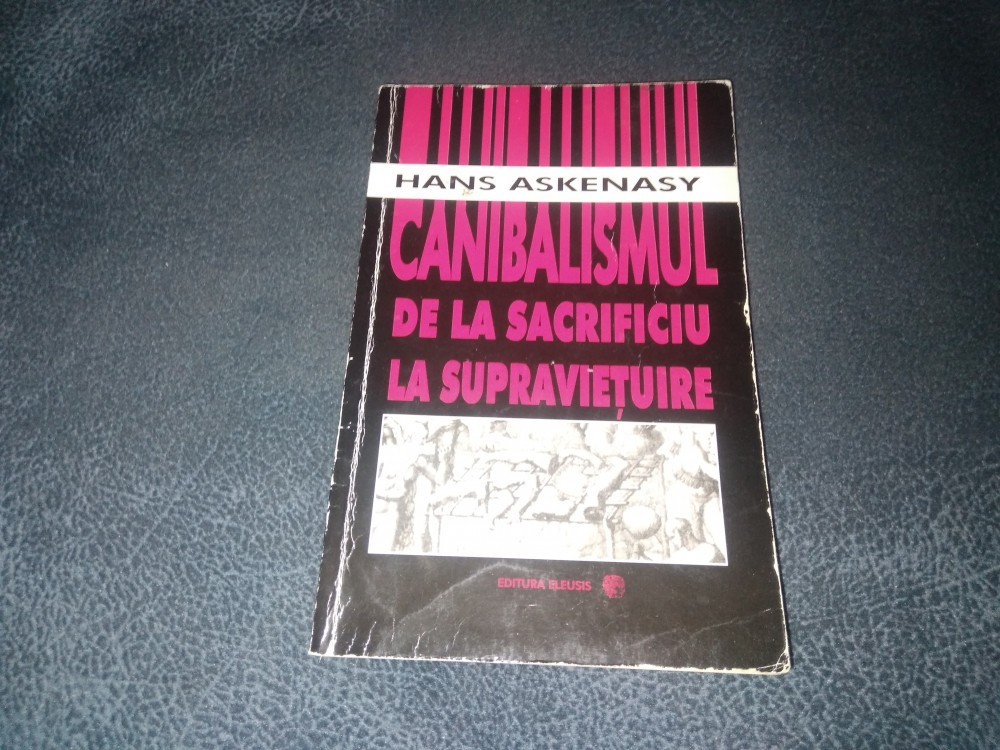 HANS ASKENASY
CANIBALISMUL
DE LA SACRIFICIU
LA SUPRAVIEȚUIRE
EDITURA ELEUSIS